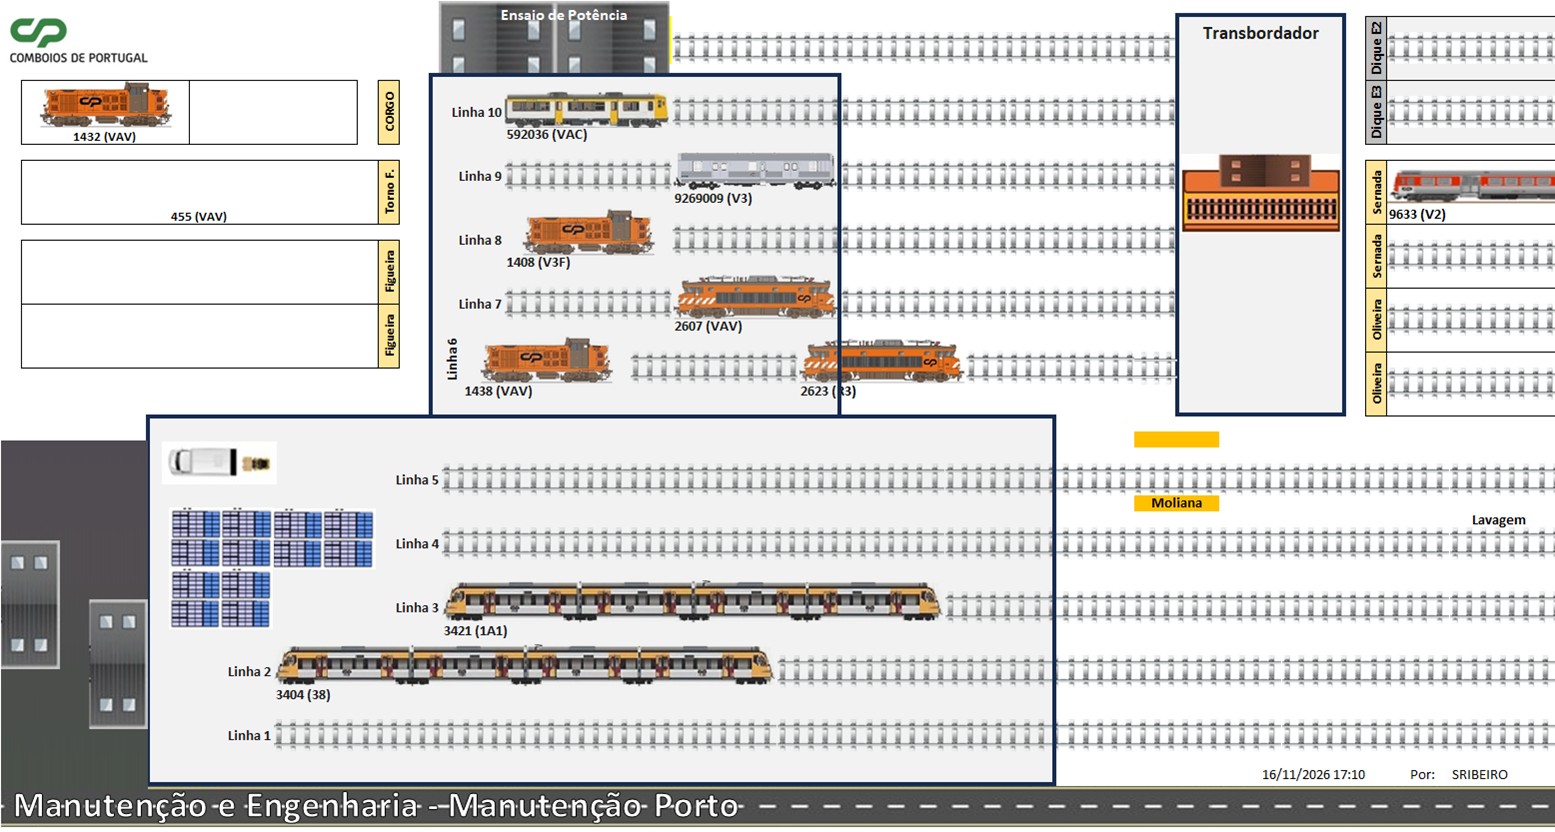 CP
COMBOIOS DE PORTUGAL
Ensaio de Potência
Transbordador
Dique E2
Dique E3
1432 (VAV)
CORGO
455 (VAV)
Torno F.
Figueira
Figueira
Linha 10
592036 (VAC)
Linha 9
9269009 (V3)
Linha 8
1408 (V3F)
Linha 7
2607 (VAV)
Linha 6
1438 (VAV)
2623 (R3)
Sernada
9633 (V2)
Sernada
Oliveira
Oliveira
Linha 5
Moliana
Lavagem
Linha 4
Linha 3
3421 (1A1)
Linha 2
3404 (38)
Linha 1
16/11/2026 17:10 Por: SRIBEIRO
Manutenção e Engenharia - Manutenção Porto